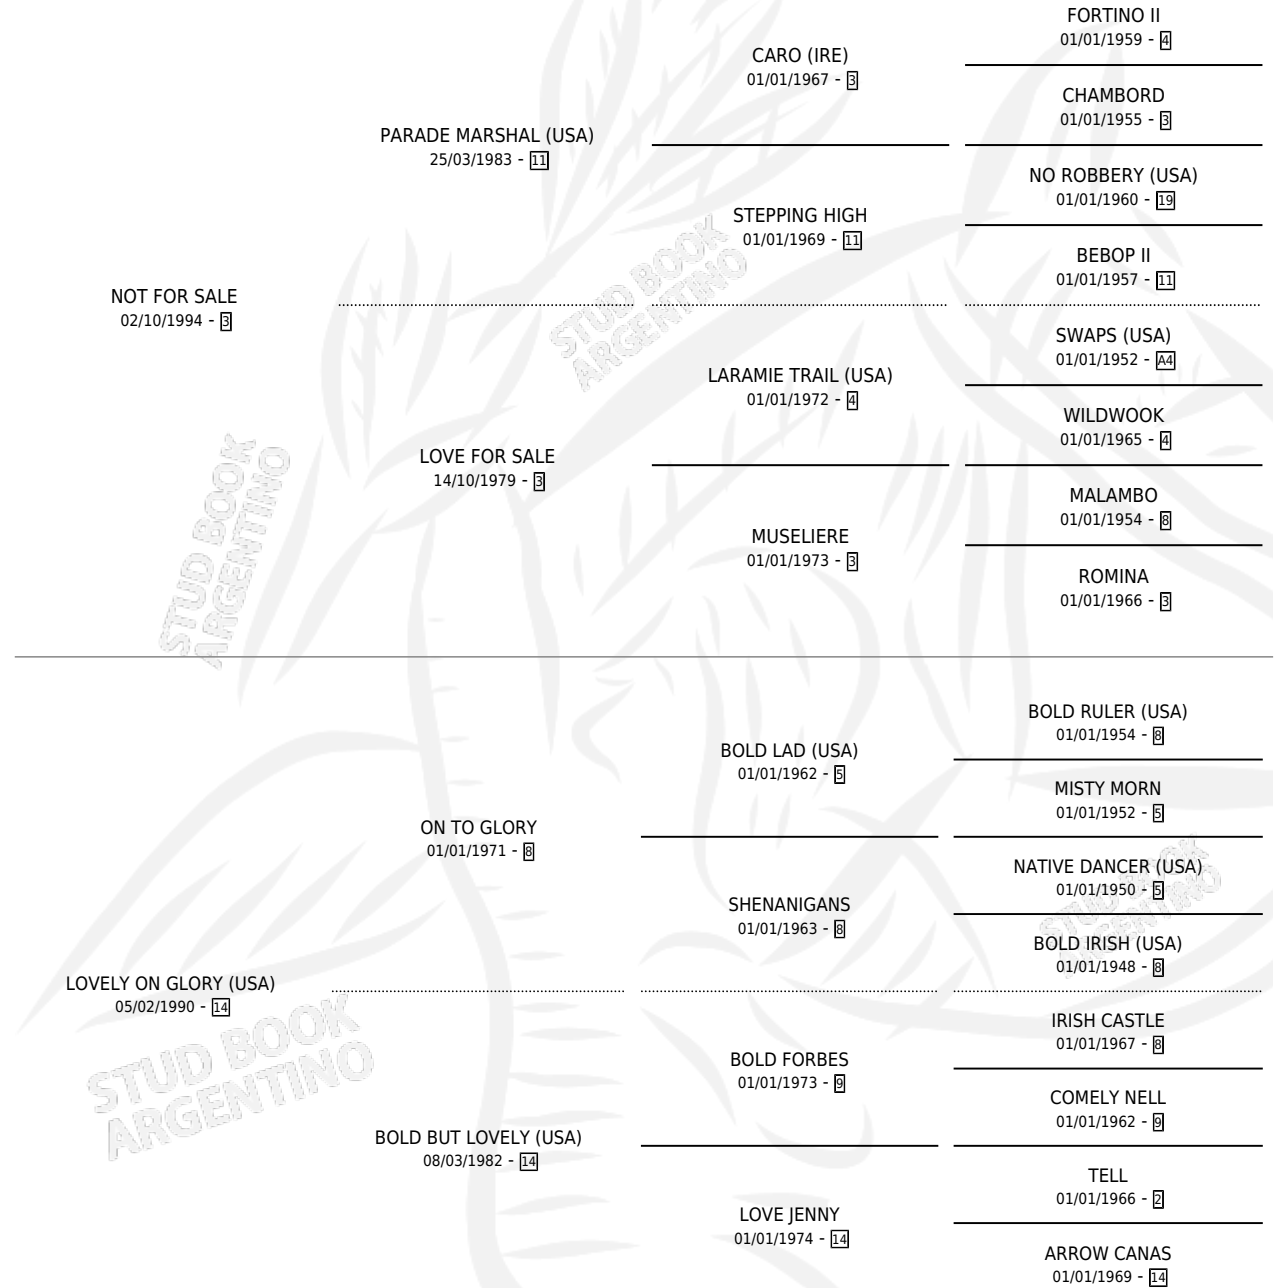 FORTINO II
01/01/1959 - 4
CARO (IRE)
01/01/1967 - 3
CHAMBORD
01/01/1955 - 3
PARADE MARSHAL (USA)
25/03/1983 - 11
NO ROBBERY (USA)
01/01/1960 - 19
STEPPING HIGH
01/01/1969 - 11
BEBOP II
01/01/1957 - 11
NOT FOR SALE
02/10/1994 - 3
SWAPS (USA)
01/01/1952 - A4
LARAMIE TRAIL (USA)
01/01/1972 - 4
WILDWOOK
01/01/1965 - 4
LOVE FOR SALE
14/10/1979 - 3
MALAMBO
01/01/1954 - 8
MUSELIERE
01/01/1973 - 3
ROMINA
01/01/1966 - 3
STUD BOOK
ARGENTINO
STUD BOOK
ARGENTINO
BOLD RULER (USA)
01/01/1954 - 8
BOLD LAD (USA)
01/01/1962 - 5
MISTY MORN
01/01/1952 - 5
ON TO GLORY
01/01/1971 - 8
NATIVE DANCER (USA)
01/01/1950 - 5
SHENANIGANS
01/01/1963 - 8
BOLD IRISH (USA)
01/01/1948 - 8
LOVELY ON GLORY (USA)
05/02/1990 - 14
IRISH CASTLE
01/01/1967 - 8
BOLD FORBES
01/01/1973 - 9
COMELY NELL
01/01/1962 - 9
BOLD BUT LOVELY (USA)
08/03/1982 - 14
TELL
01/01/1966 - 2
LOVE JENNY
01/01/1974 - 14
ARROW CANAS
01/01/1969 - 14
STUD BOOK
ARGENTINO
STUD BOOK
ARGENTINO